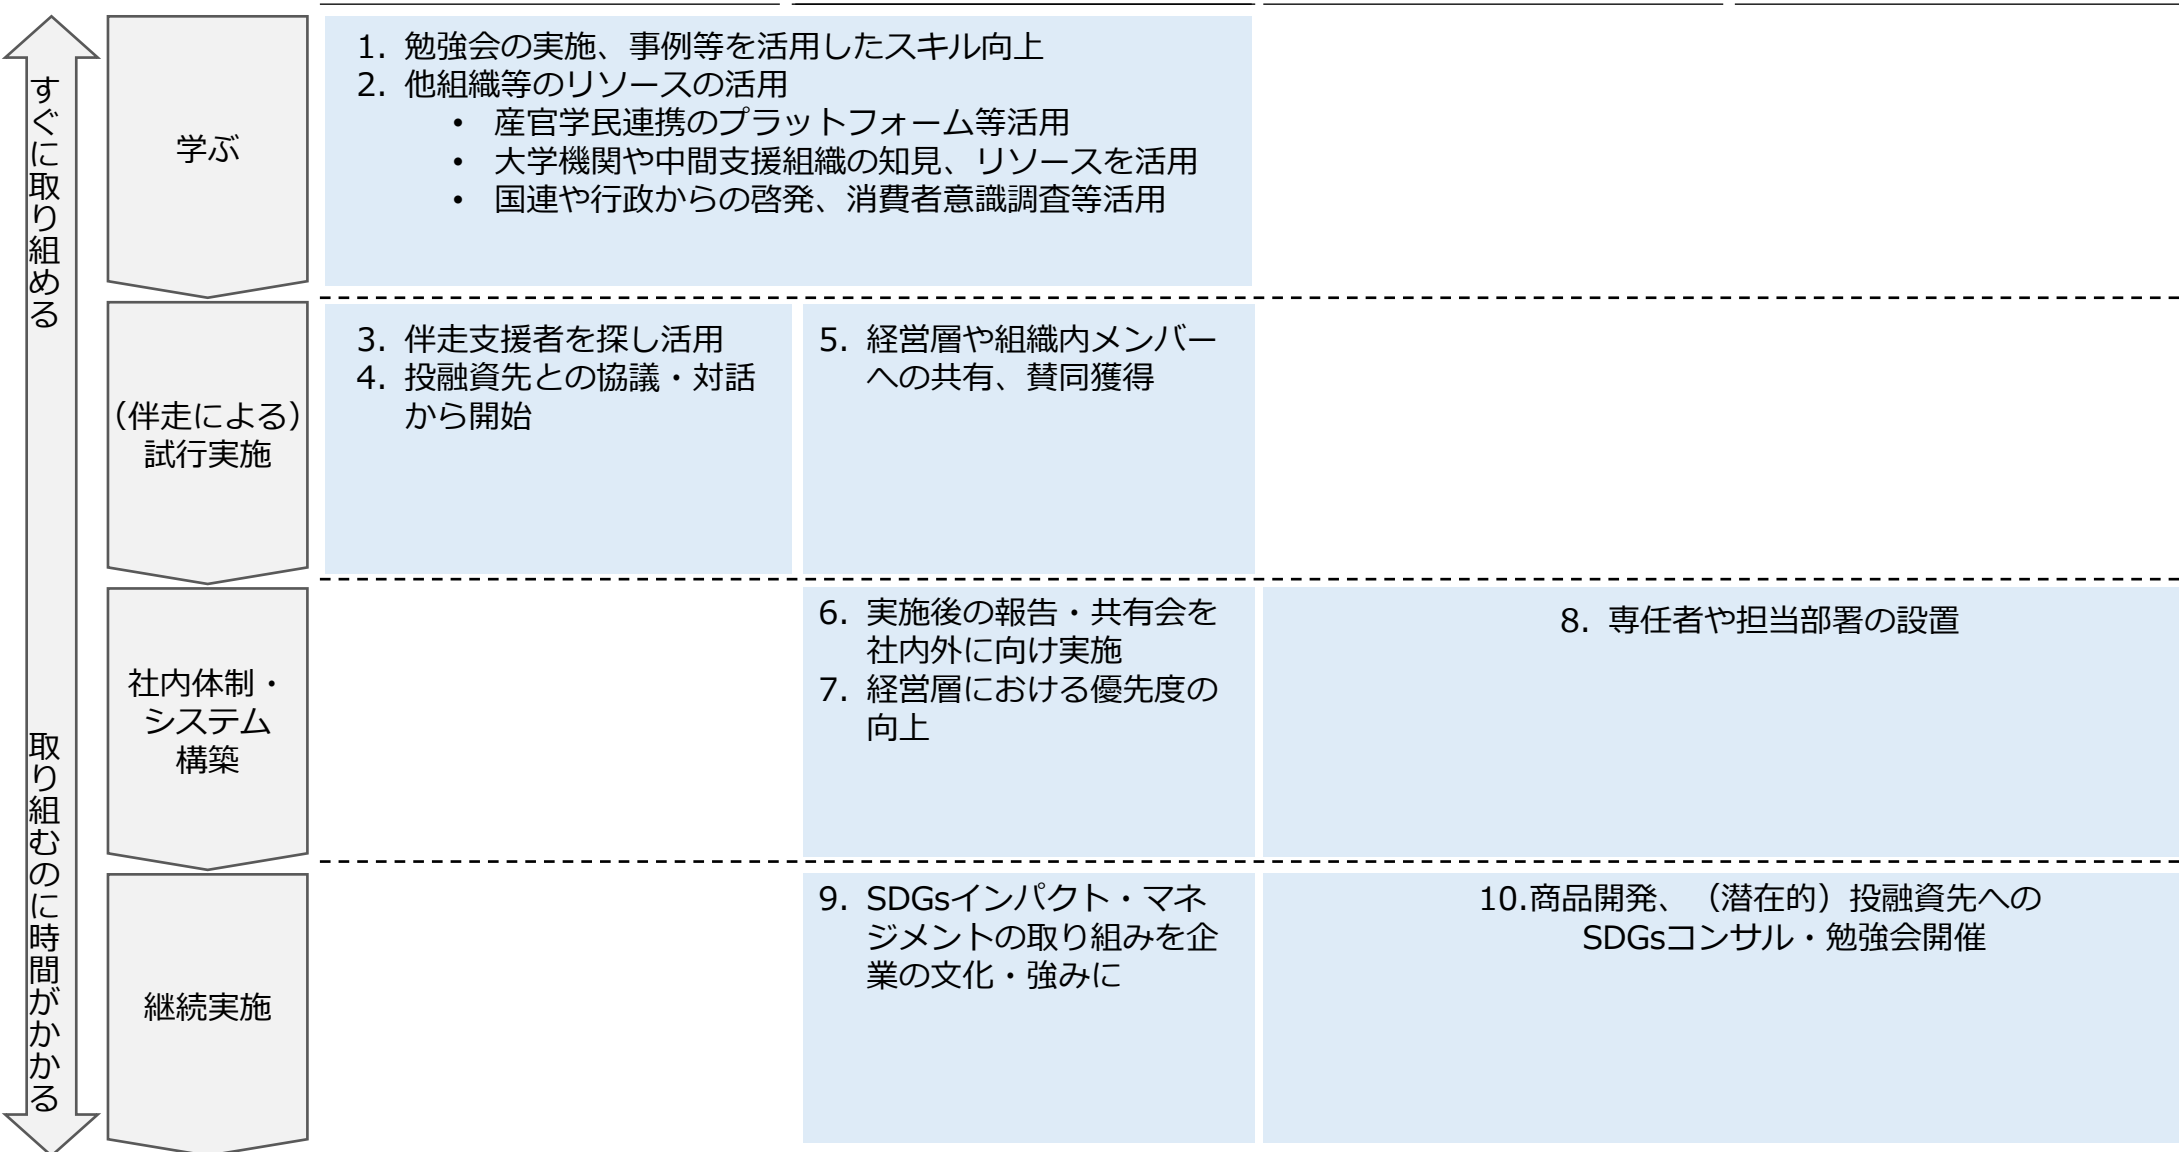 すぐに取り組める
取り組むのに時間がかかる
学ぶ
1. 勉強会の実施、事例等を活用したスキル向上
2. 他組織等のリソースの活用
• 産官学民連携のプラットフォーム等活用
• 大学機関や中間支援組織の知見、リソースを活用
• 国連や行政からの啓発、消費者意識調査等活用
（伴走による）
試行実施
3. 伴走支援者を探し活用
4. 投融資先との協議・対話
から開始
5. 経営層や組織内メンバー
への共有、賛同獲得
社内体制・
システム
構築
6. 実施後の報告・共有会を
社内外に向け実施
7. 経営層における優先度の
向上
8. 専任者や担当部署の設置
継続実施
9. SDGsインパクト・マネ
ジメントの取り組みを企
業の文化・強みに
10.商品開発、（潜在的）投融資先への
SDGsコンサル・勉強会開催